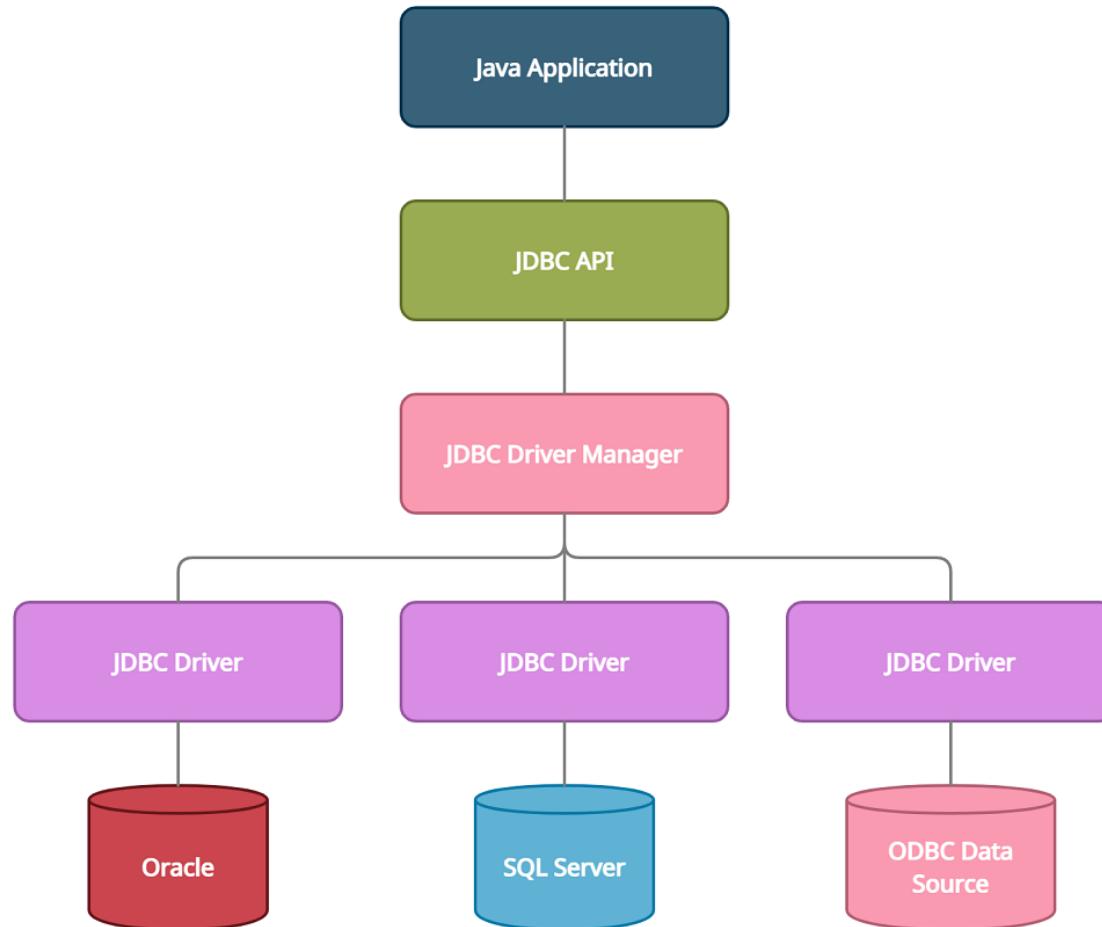 Java Application
JDBC API
JDBC Driver Manager
JDBC Driver
JDBC Driver
JDBC Driver
Oracle
SQL Server
ODBC Data
Source